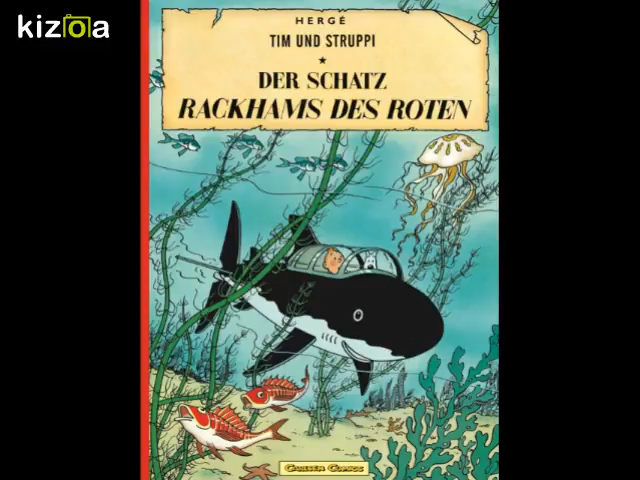 kizoa
HERGÉ
TIM UND STRUPPI
DER SCHATZ
RACKHAMS DES ROTEN
CARLSEN COMICS